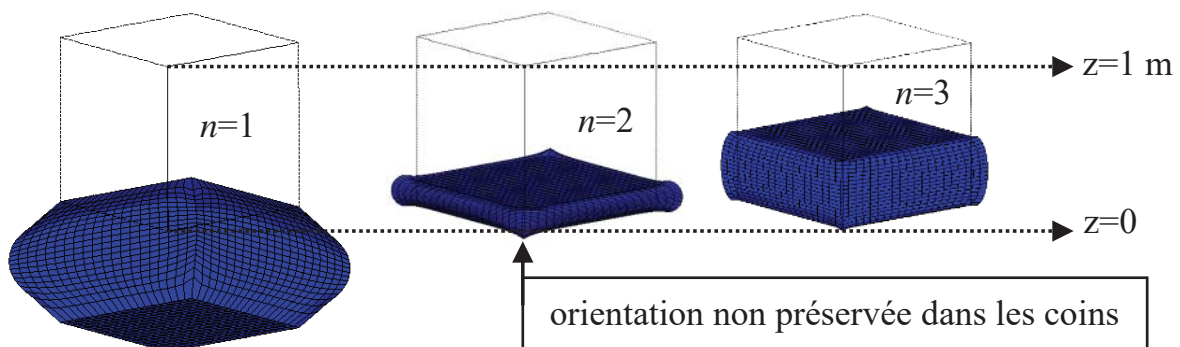 z=1 m
n=1
n=2
n=3
z=0
orientation non préservée dans les coins